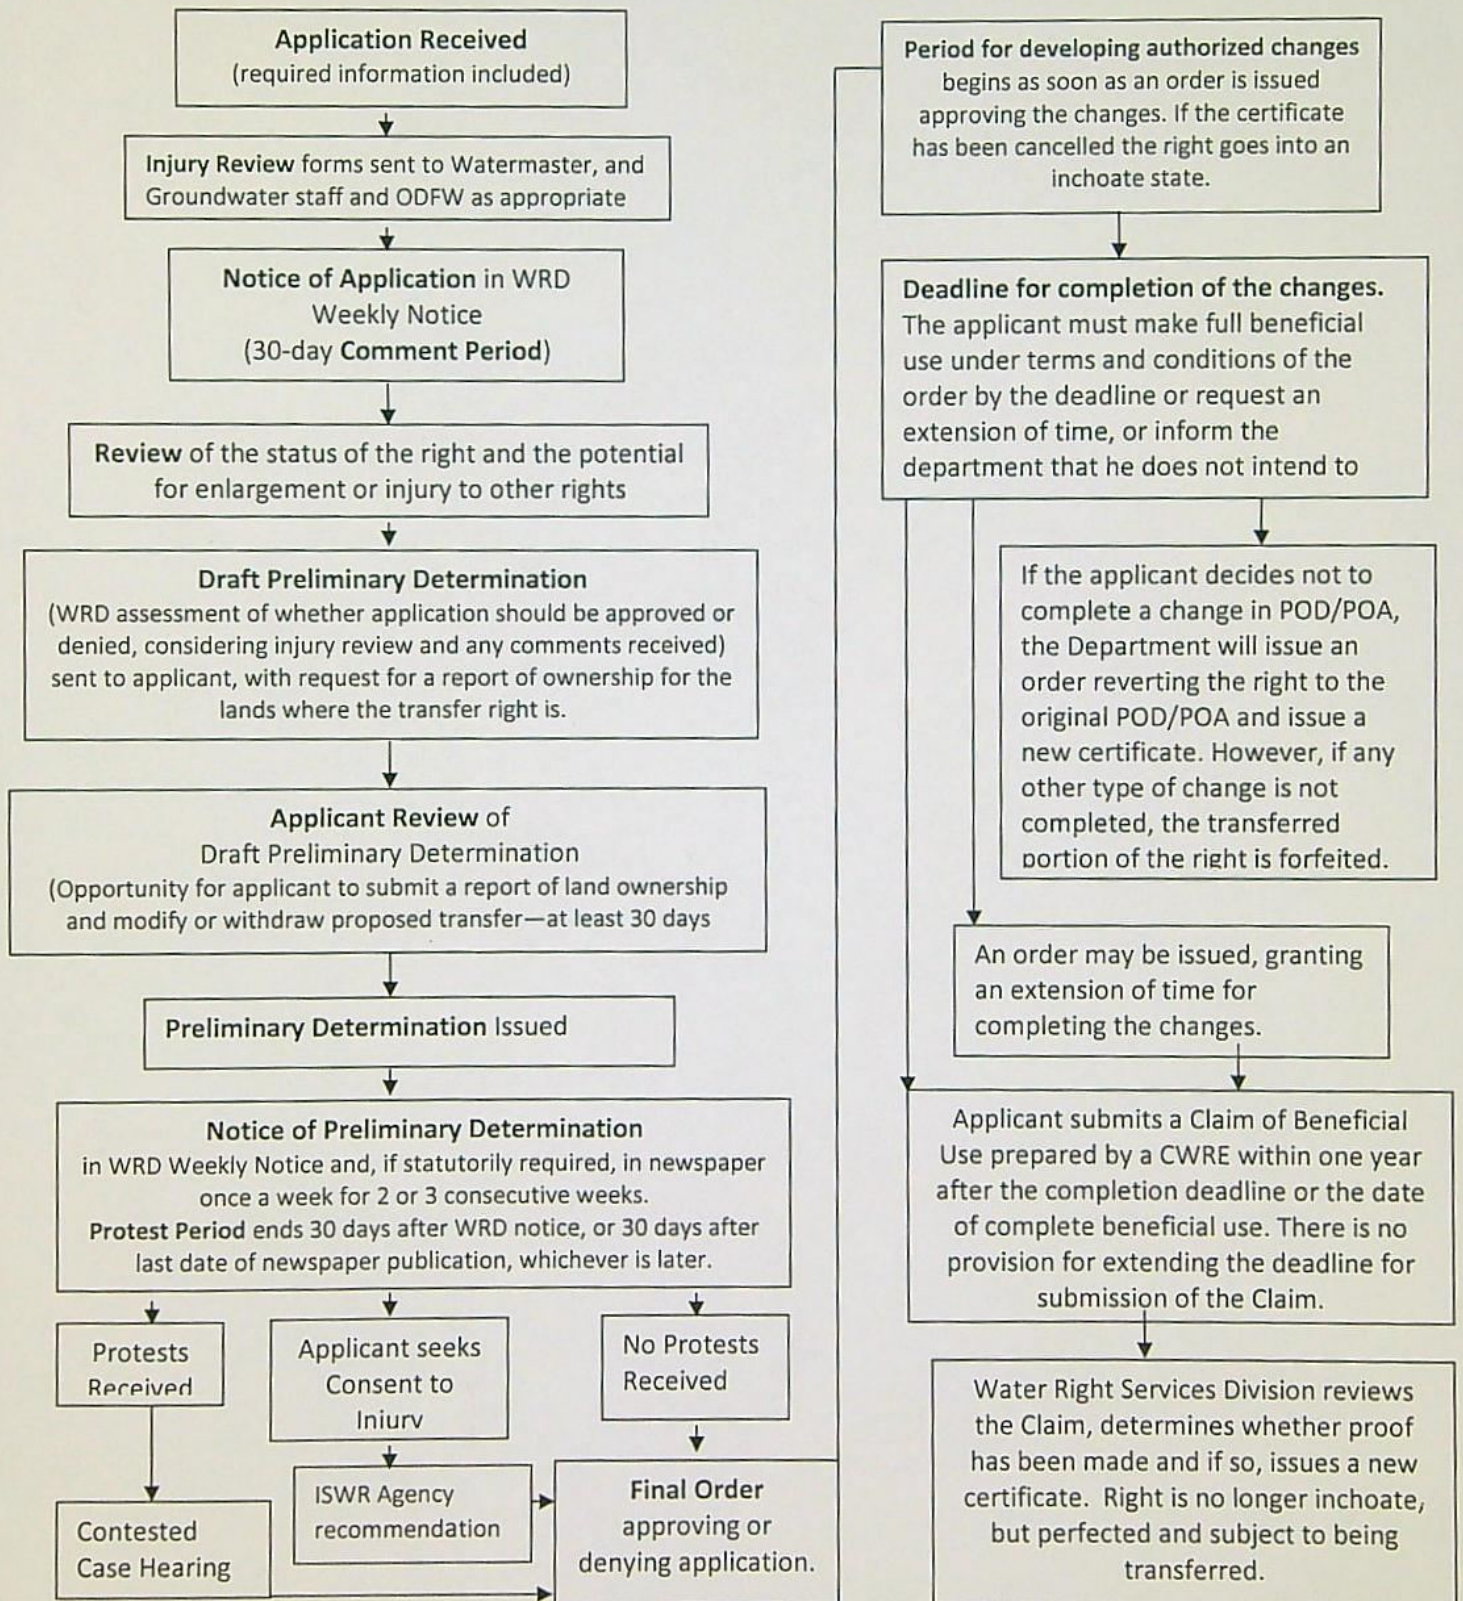 Application Received
(required information included)
Injury Review forms sent to Watermaster, and
Groundwater staff and ODFW as appropriate
Notice of Application in WRD
Weekly Notice
(30-day Comment Period)
Review of the status of the right and the potential
for enlargement or injury to other rights
Draft Preliminary Determination
(WRD assessment of whether application should be approved or
denied, considering injury review and any comments received)
sent to applicant, with request for a report of ownership for the
lands where the transfer right is.
Applicant Review of
Draft Preliminary Determination
(Opportunity for applicant to submit a report of land ownership
and modify or withdraw proposed transfer—at least 30 days
Preliminary Determination Issued
Notice of Preliminary Determination
in WRD Weekly Notice and, if statutorily required, in newspaper
once a week for 2 or 3 consecutive weeks.
Protest Period ends 30 days after WRD notice, or 30 days after
last date of newspaper publication, whichever is later.
Protests
Received
Applicant seeks
Consent to
Injury
No Protests
Received
Contested
Case Hearing
ISWR Agency
recommendation
Final Order
approving or
denying application.
Period for developing authorized changes
begins as soon as an order is issued
approving the changes. If the certificate
has been cancelled the right goes into an
inchoate state.
Deadline for completion of the changes.
The applicant must make full beneficial
use under terms and conditions of the
order by the deadline or request an
extension of time, or inform the
department that he does not intend to
If the applicant decides not to
complete a change in POD/POA,
the Department will issue an
order reverting the right to the
original POD/POA and issue a
new certificate. However, if any
other type of change is not
completed, the transferred
portion of the right is forfeited.
An order may be issued, granting
an extension of time for
completing the changes.
Applicant submits a Claim of Beneficial
Use prepared by a CWRE within one year
after the completion deadline or the date
of complete beneficial use. There is no
provision for extending the deadline for
submission of the Claim.
Water Right Services Division reviews
the Claim, determines whether proof
has been made and if so, issues a new
certificate. Right is no longer inchoate,
but perfected and subject to being
transferred.